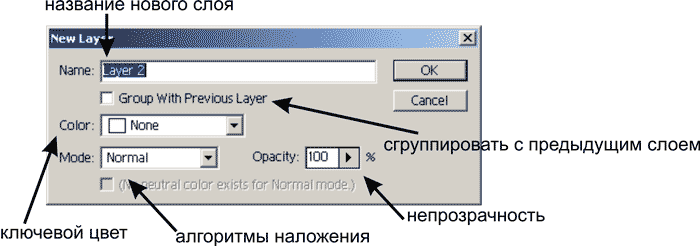 название нового слоя
New Layer
Name: Layer 2
OK
Group With Previous Layer
Cancel
Color: None
сгруппировать с предыдущим слоем
Mode: Normal Opacity: 100 %
(No neutral color exists for Normal mode.)
непрозрачность
ключевой цвет
алгоритмы наложения